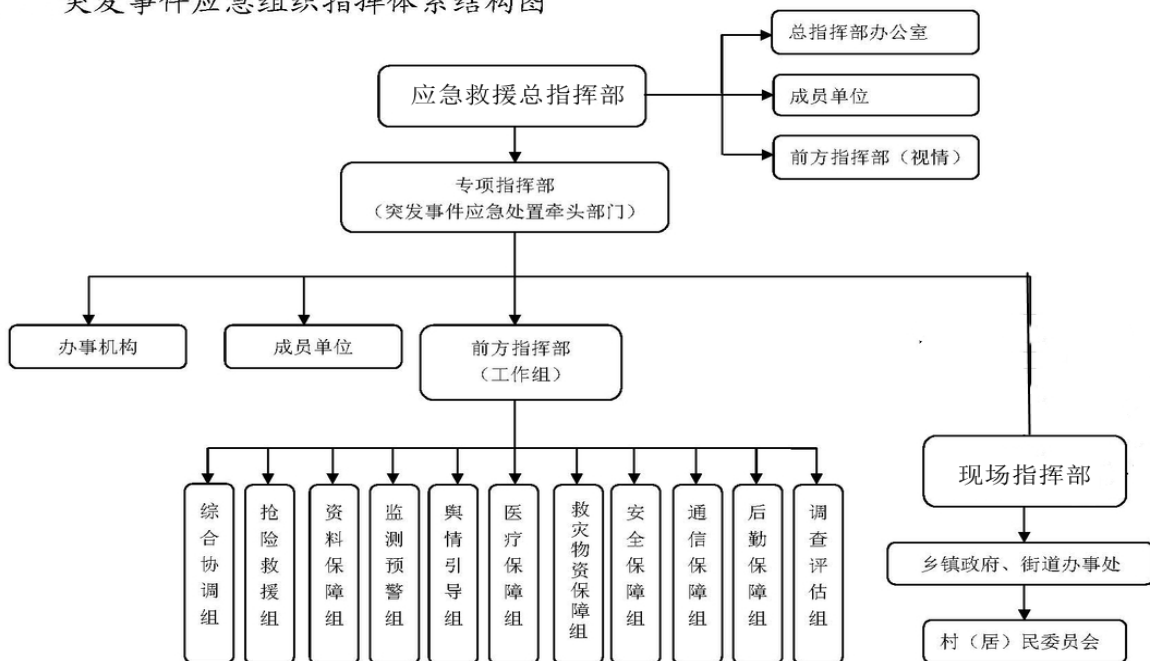 突发事件应急组织指挥体系结构图
总指挥部办公室
应急救援总指挥部
成员单位
前方指挥部（视情）
专项指挥部
（突发事件应急处置牵头部门）
办事机构
成员单位
前方指挥部
（工作组）
现场指挥部
综合协调组
抢险救援组
资料保障组
监测预警组
舆情引导组
医疗保障组
救灾物资保障组
安全保障组
通信保障组
后勤保障组
调查评估组
乡镇政府、街道办事处
村（居）民委员会